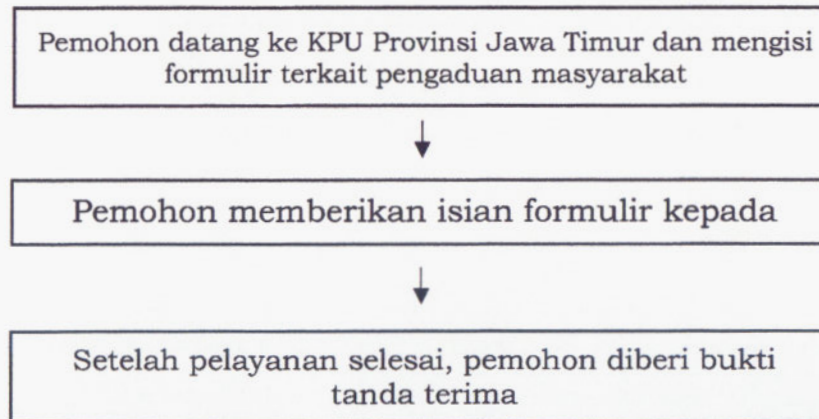 Pemohon datang ke KPU Provinsi Jawa Timur dan mengisi
formulir terkait pengaduan masyarakat
Pemohon memberikan isian formulir kepada
Setelah pelayanan selesai, pemohon diberi bukti
tanda terima